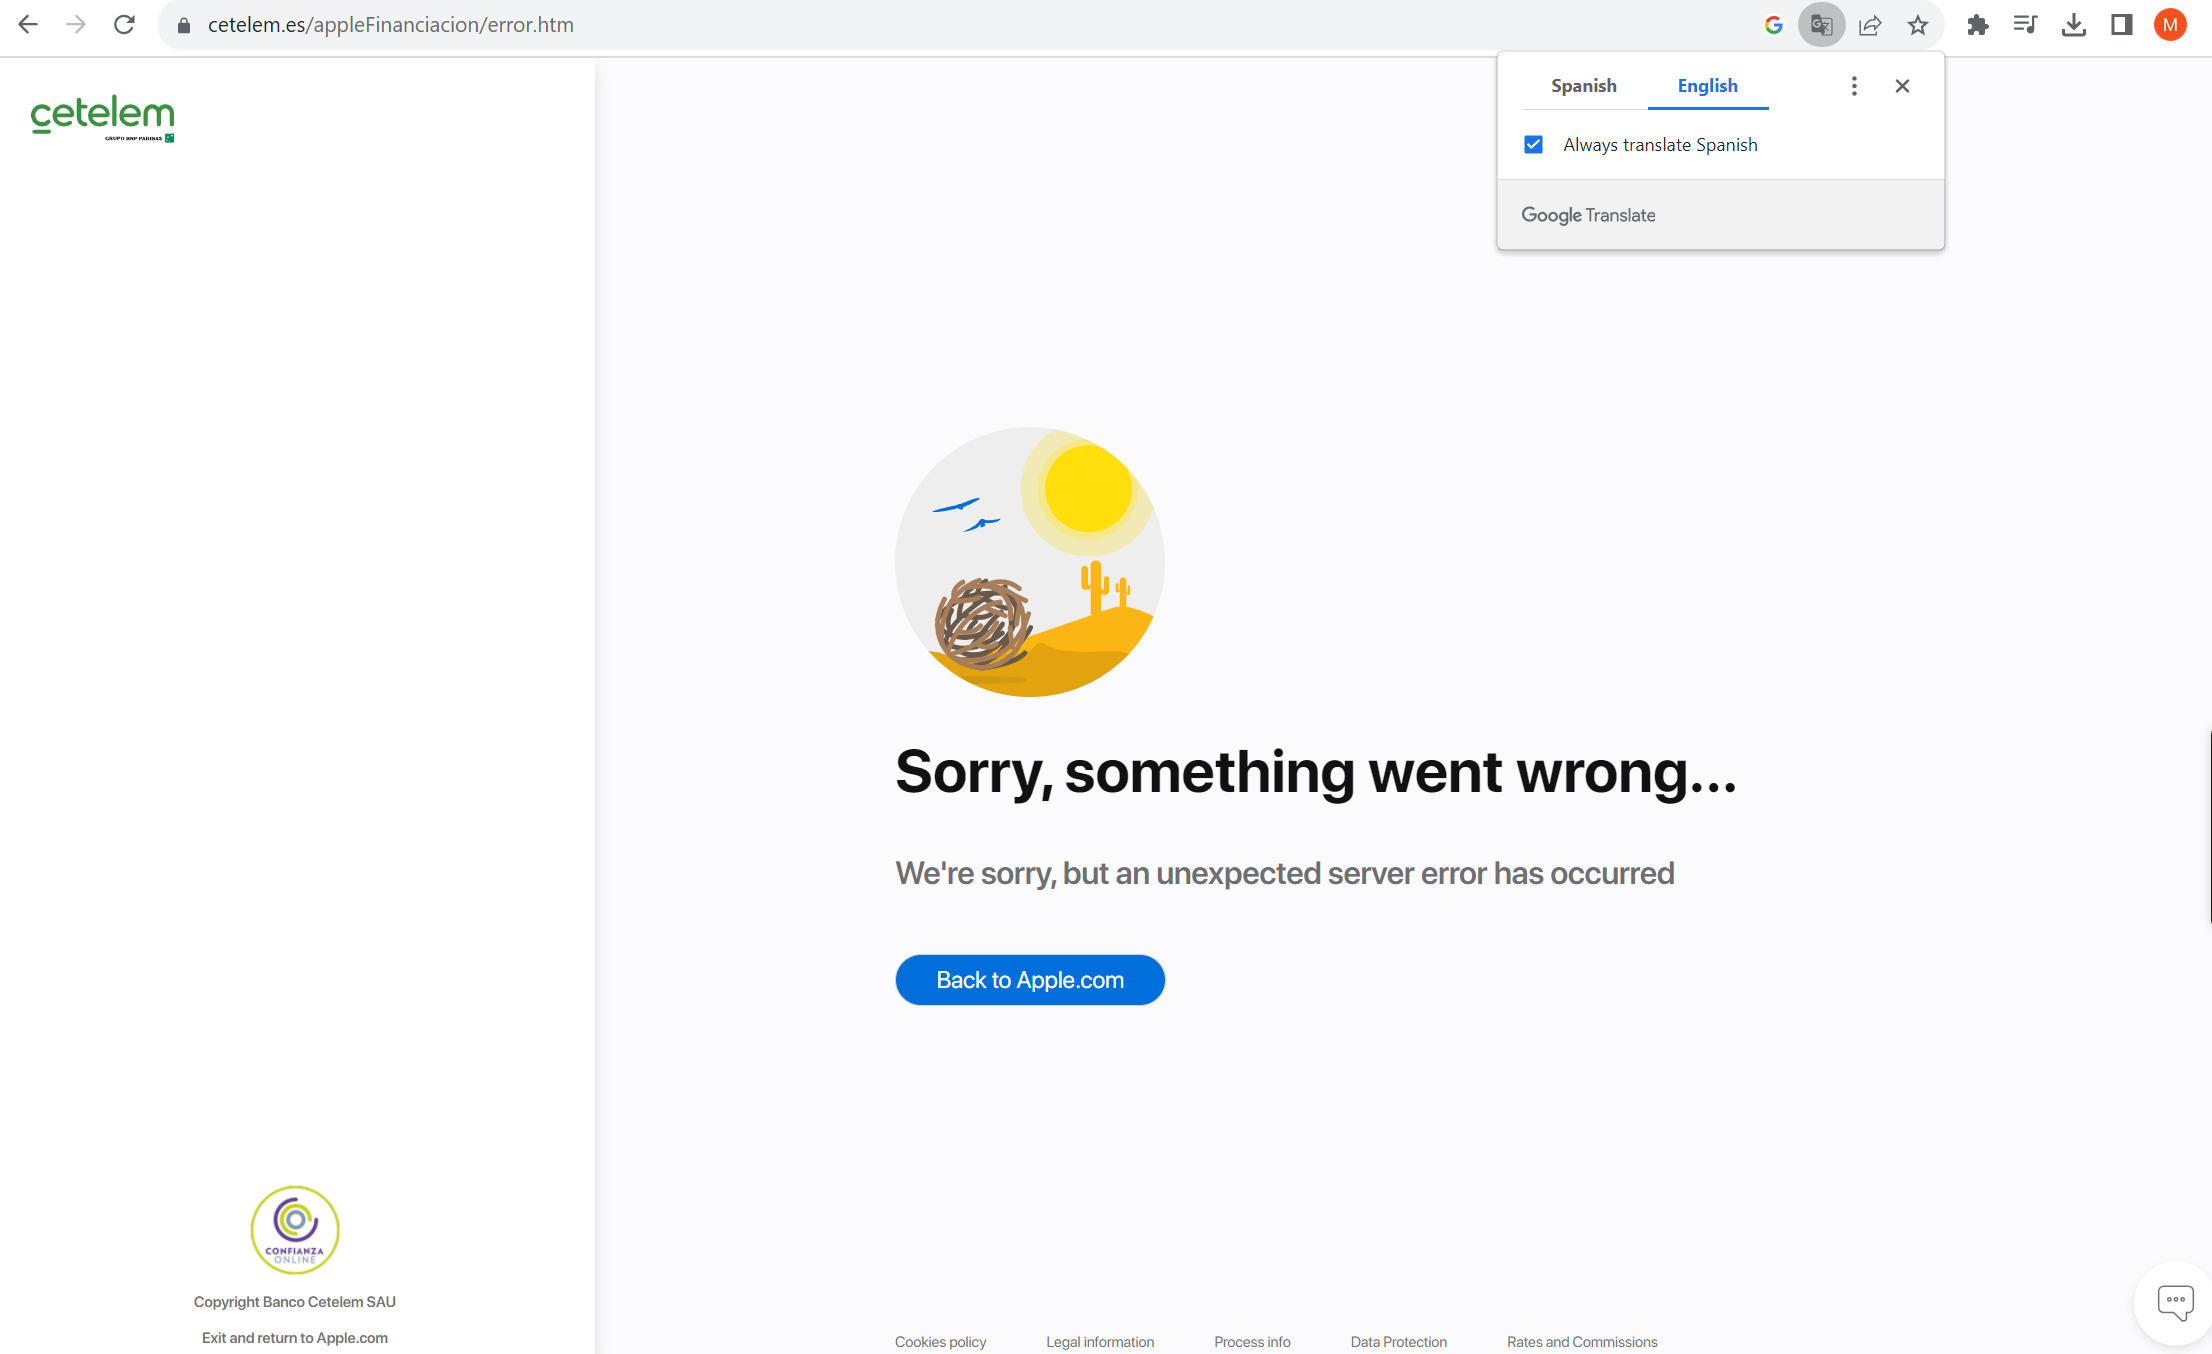 cetelem.es/appleFinanciacion/error.htm
M
Spanish English
Always translate Spanish
Google Translate
cetelem
GRUPO BNP PARIBAS
Sorry, something went wrong...
We're sorry, but an unexpected server error has occurred
Back to Apple.com
CONFIANZA
ONLINE
Copyright Banco Cetelem SAU
Exit and return to Apple.com
Cookies policy Legal information Process info Data Protection Rates and Commissions